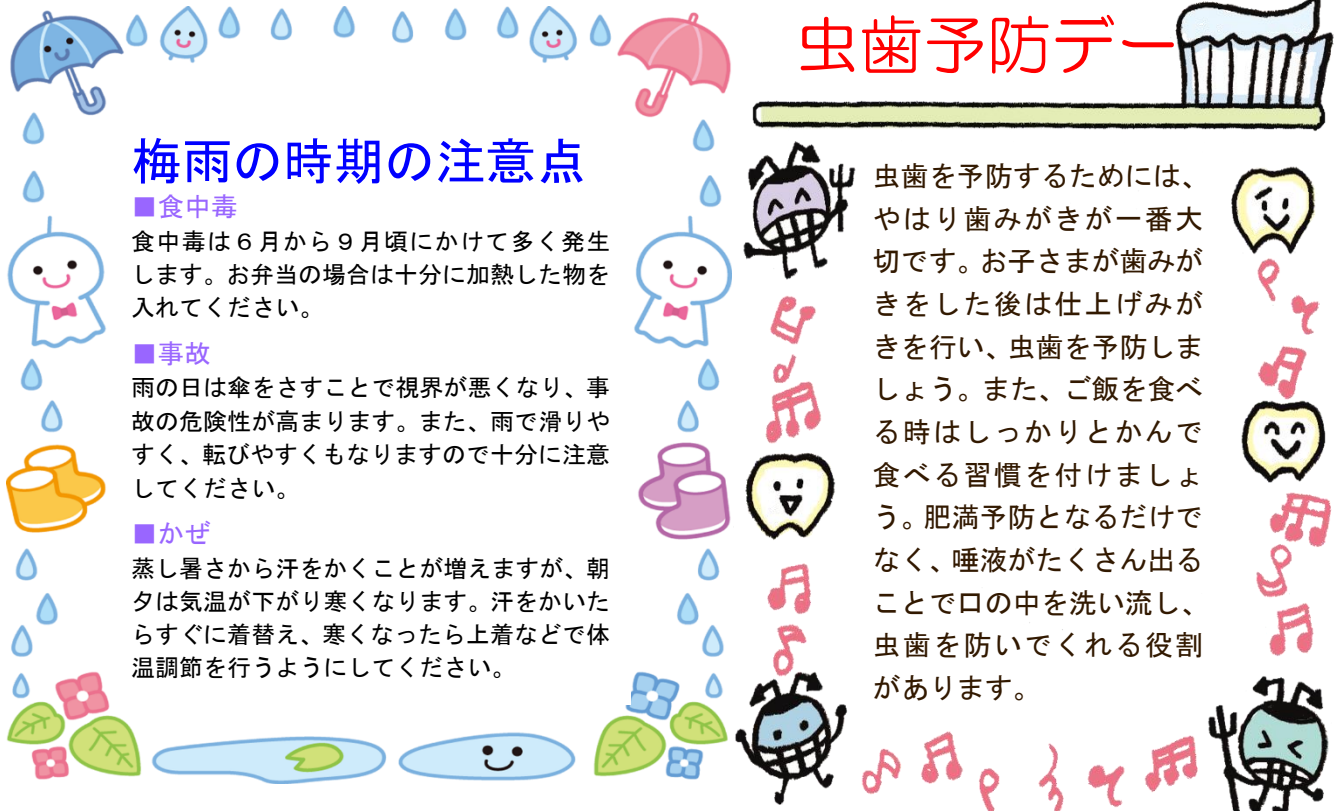 梅雨の時期の注意点
■食中毒
食中毒は６月から９月頃にかけて多く発生
します。お弁当の場合は十分に加熱した物を
入れてください。
■事故
雨の日は傘をさすことで視界が悪くなり、事
故の危険性が高まります。また、雨で滑りや
すく、転びやすくもなりますので十分に注意
してください。
■かぜ
蒸し暑さから汗をかくことが増えますが、朝
夕は気温が下がり寒くなります。汗をかいた
らすぐに着替え、寒くなったら上着などで体
温調節を行うようにしてください。
虫歯予防デー
虫歯を予防するためには、
やはり歯みがきが一番大
切です。お子さまが歯みが
きをした後は仕上げみが
きを行い、虫歯を予防しま
しょう。また、ご飯を食べ
る時はしっかりとかんで
食べる習慣を付けましょ
う。肥満予防となるだけで
なく、唾液がたくさん出る
ことで口の中を洗い流し、
虫歯を防いでくれる役割
があります。